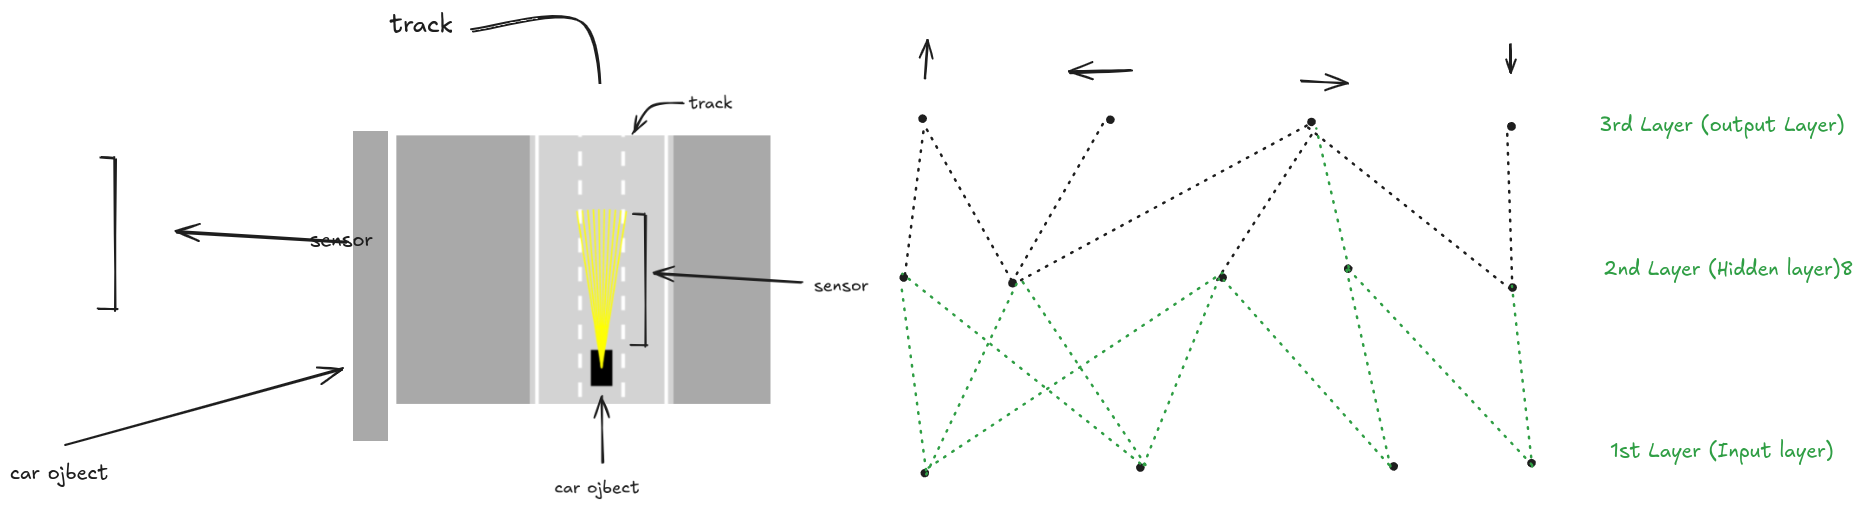 track
track
sensor
sensor
car ojbect
car ojbect
3rd Layer (output Layer)
2nd Layer (Hidden layer)8
1st Layer (Input layer)